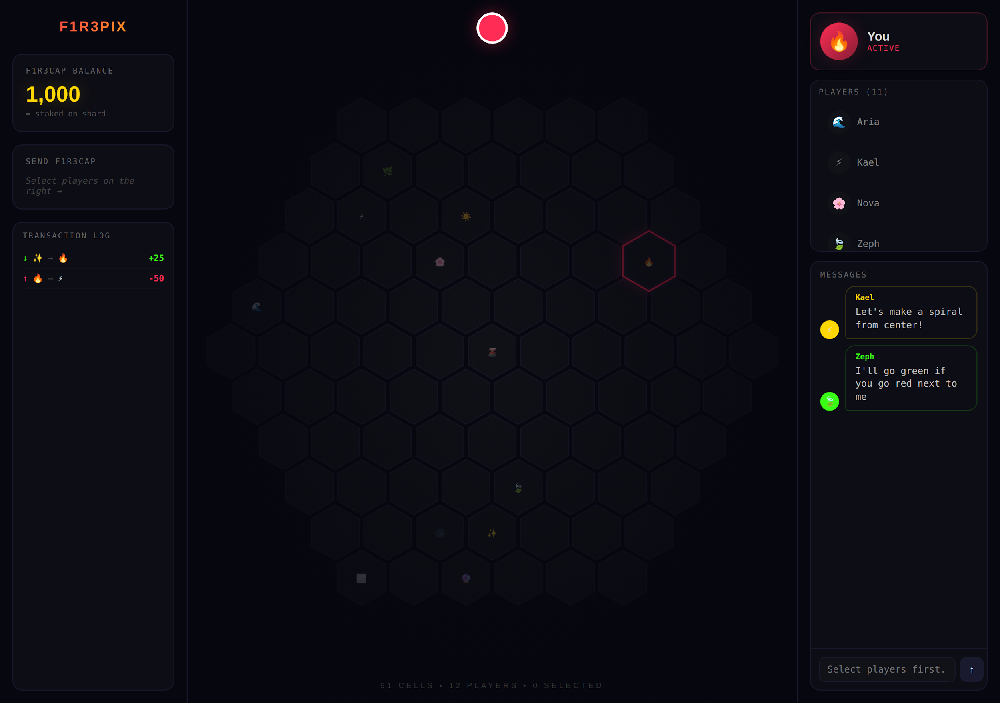 F1R3PIX
F1R3CAP BALANCE
1,000
≈ staked on shard
SEND F1R3CAP
Select players on the
right →
TRANSACTION LOG
↓ ✨ → 🔥 +25
↑ 🔥 → ⚡ -50
91 CELLS • 12 PLAYERS • 0 SELECTED
You
ACTIVE
PLAYERS (11)
Aria
Kael
Nova
Zeph
MESSAGES
Kael
Let's make a spiral
from center!
Zeph
I'll go green if
you go red next to
me
Select players first.
↑